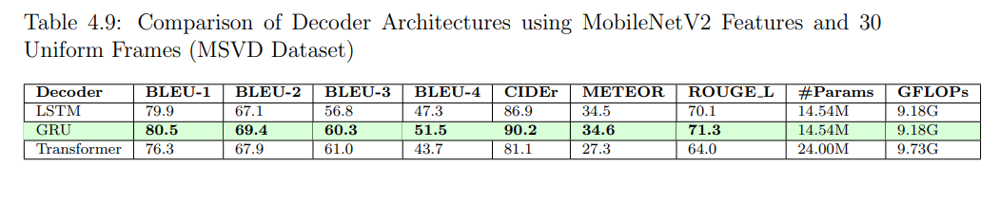 Table 4.9: Comparison of Decoder Architectures using MobileNetV2 Features and 30
Uniform Frames (MSVD Dataset)
Decoder BLEU-1 BLEU-2 BLEU-3 BLEU-4 CIDEr METEOR ROUGE_L #Params GFLOPs
LSTM 79.9 67.1 56.8 47.3 86.9 34.5 70.1 14.54M 9.18G
GRU 80.5 69.4 60.3 51.5 90.2 34.6 71.3 14.54M 9.18G
Transformer 76.3 67.9 61.0 43.7 81.1 27.3 64.0 24.00M 9.73G